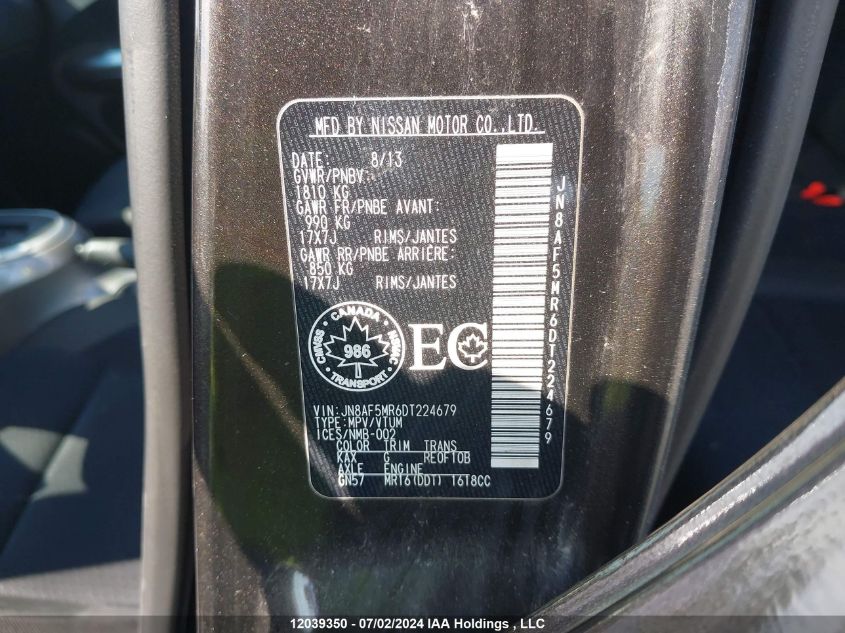 MFD BY NISSAN MOTOR CO.,LTD.
DATE: 8/13
GVWR/PNBV:
1810 KG
GAWR FR/PNBE AVANT:
990 KG
17X7J RIMS/JANTES
GAWR RR/PNBE ARRIÈRE:
850 KG
17X7J RIMS/JANTES
CANADA
CMVSS 986 NSVAC
TRANSPORT
EC
VIN:JN8AF5MR6DT224679
TYPE:MPV/VTUM
ICES/NMB-002
COLOR TRIM TRANS
KAX G RE0F10B
AXLE ENGINE
GN57 MR16(DDT) 1618CC
JN8AF5MR6DT224679
12039350 - 07/02/2024 IAA Holdings , LLC